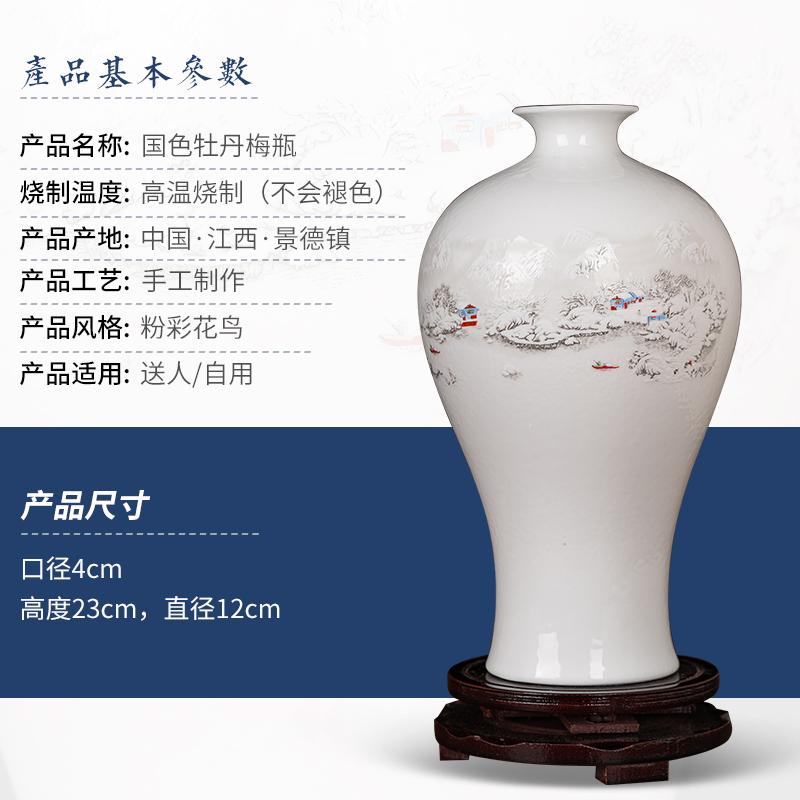 產品基本參數
产品名称: 国色牡丹梅瓶
烧制温度: 高温烧制（不会褪色）
产品产地: 中国·江西·景德镇
产品工艺: 手工制作
产品风格: 粉彩花鸟
产品适用: 送人/自用
产品尺寸
口径4cm
高度23cm，直径12cm